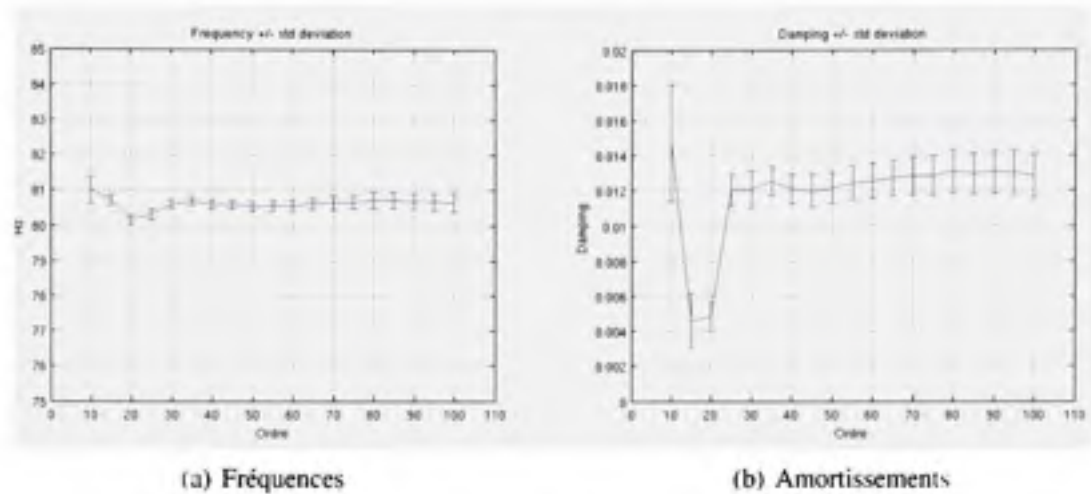 Frequency +/- std deviation
85
84
83
82
81
80
79
78
77
76
75
Hz
0 10 20 30 40 50 60 70 80 90 100 110
Ordre
(a) Fréquences
Damping +/- std deviation
0.02
0.018
0.016
0.014
0.012
0.01
0.008
0.006
0.004
0.002
0
Damping
0 10 20 30 40 50 60 70 80 90 100 110
Ordre
(b) Amortissements